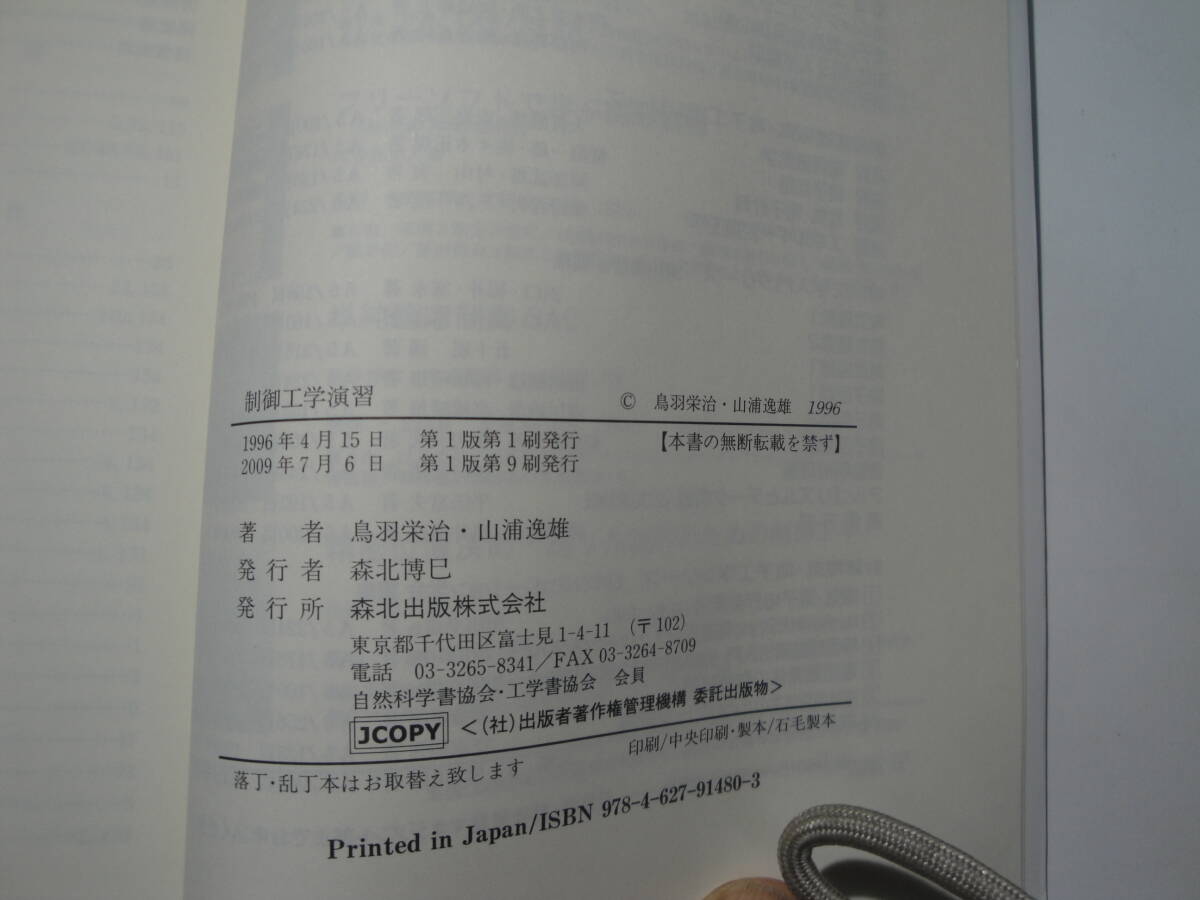 制御工学演習 © 鳥羽栄治・山浦逸雄 1996
1996年4月15日 第1版第1刷発行 【本書の無断転載を禁ず】
2009年7月6日 第1版第9刷発行
著者 鳥羽栄治・山浦逸雄
発行者 森北博巳
発行所 森北出版株式会社
東京都千代田区富士見1-4-11 (〒102)
電話 03-3265-8341/FAX 03-3264-8709
自然科学書協会・工学書協会 会員
JCOPY <(社)出版者著作権管理機構 委託出版物>
印刷/中央印刷・製本/石毛製本
落丁・乱丁本はお取替え致します
Printed in Japan/ISBN 978-4-627-91480-3